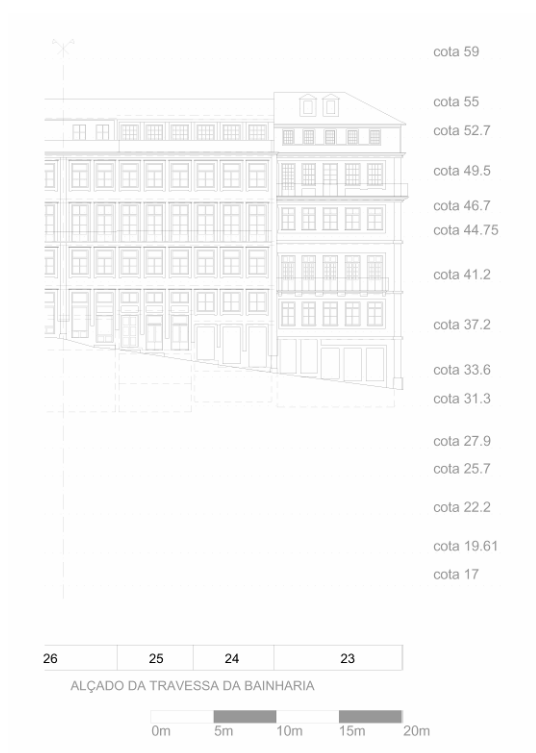 cota 59
cota 55
cota 52.7
cota 49.5
cota 46.7
cota 44.75
cota 41.2
cota 37.2
cota 33.6
cota 31.3
cota 27.9
cota 25.7
cota 22.2
cota 19.61
cota 17
26 25 24 23
ALÇADO DA TRAVESSA DA BAINHARIA
0m 5m 10m 15m 20m